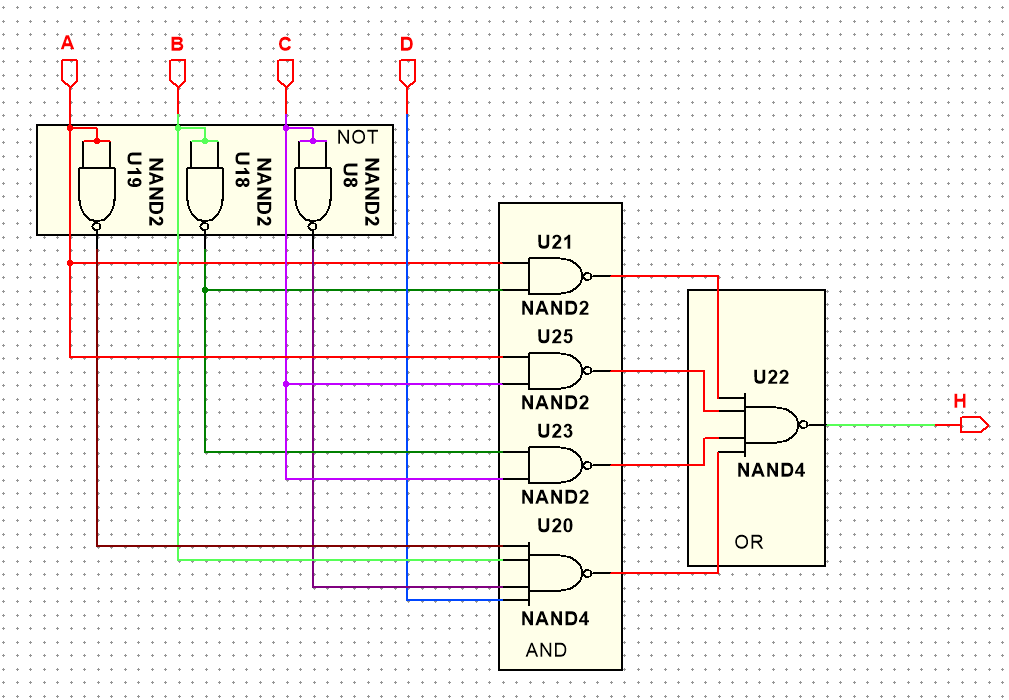 A
B
C
D
NOT
U19
NAND2
U18
NAND2
U8
NAND2
U21
NAND2
U25
NAND2
U23
NAND2
U20
NAND4
AND
U22
NAND4
OR
H